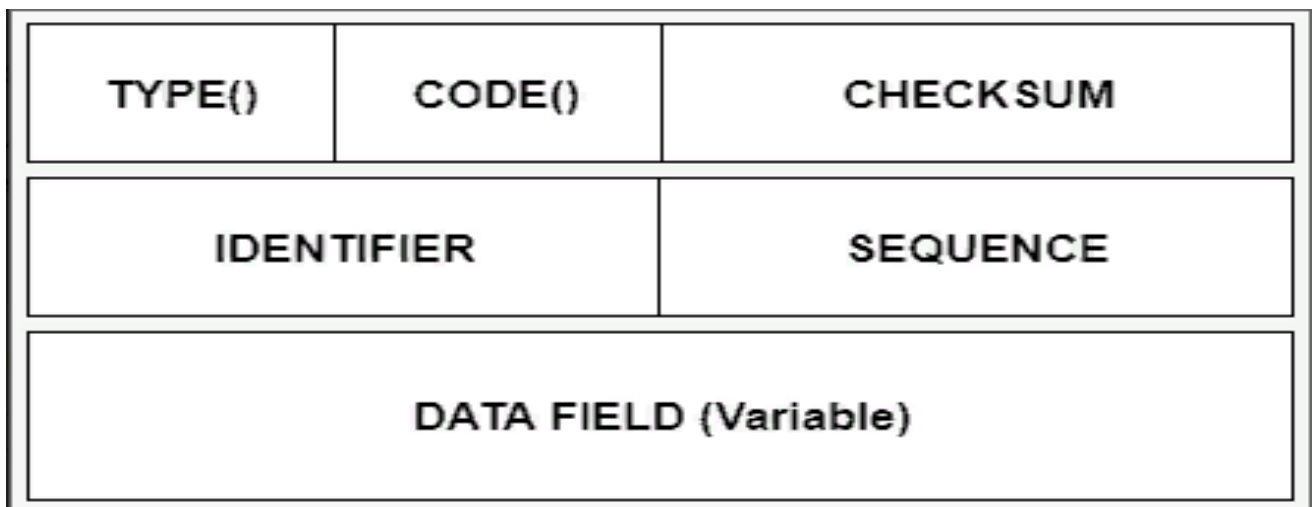 TYPE() CODE() CHECKSUM
IDENTIFIER SEQUENCE
DATA FIELD (Variable)